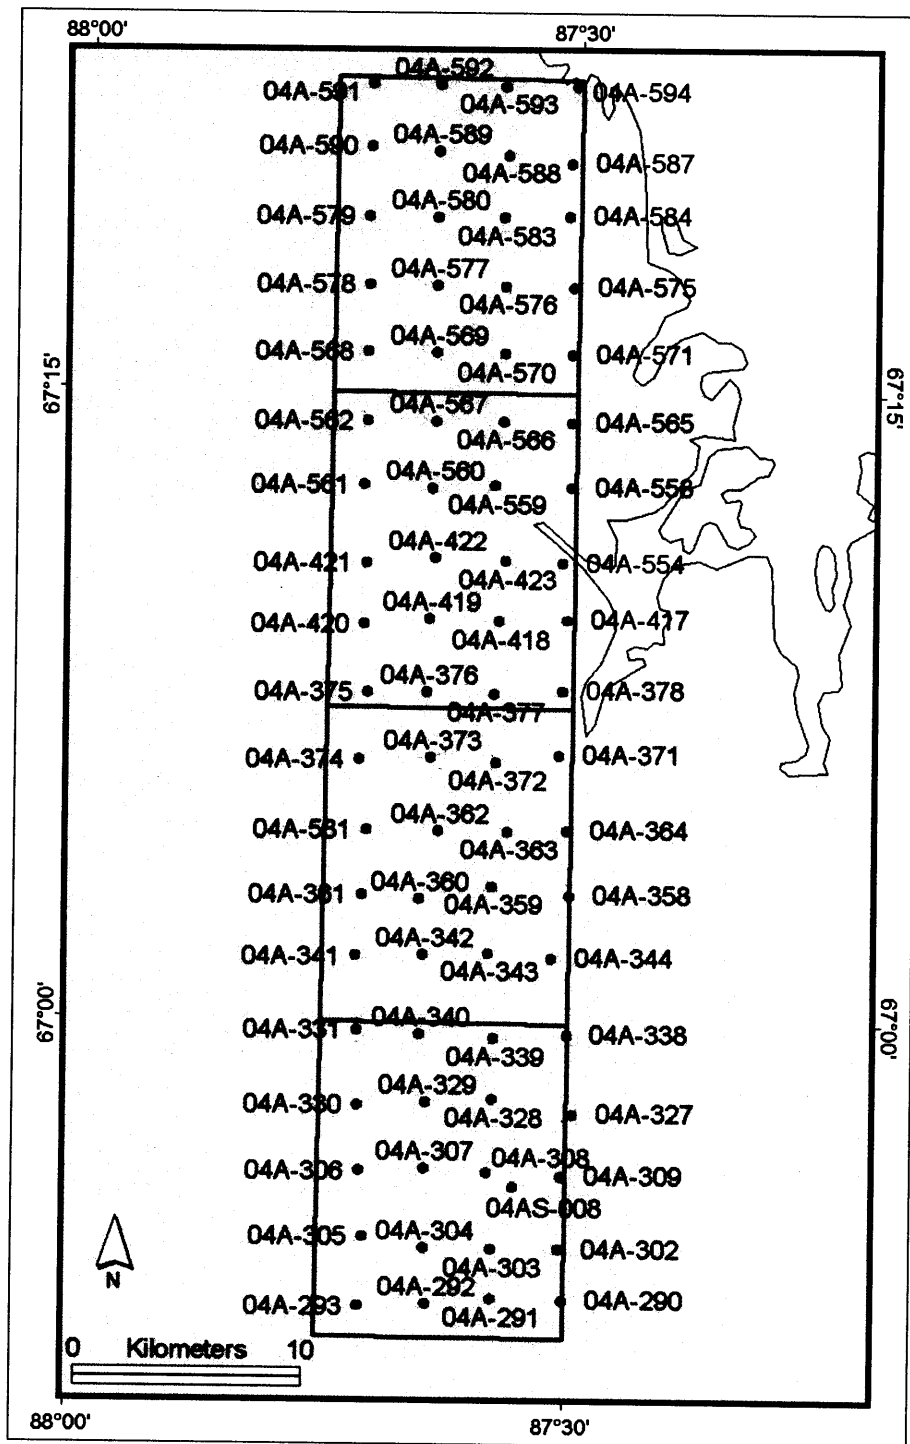 88°00' 87°30'
04A-592
04A-591 04A-593 04A-594
04A-589
04A-590 04A-588 04A-587
04A-580
04A-579 04A-583 04A-584
04A-577
04A-578 04A-576 04A-575
04A-569
04A-568 04A-570 04A-571
67°15' 67°15'
04A-567
04A-562 04A-566 04A-565
04A-560
04A-561 04A-559 04A-556
04A-422
04A-421 04A-423 04A-554
04A-419
04A-420 04A-418 04A-417
04A-376
04A-375 04A-377 04A-378
04A-373
04A-374 04A-372 04A-371
04A-362
04A-581 04A-363 04A-364
04A-360
04A-361 04A-359 04A-358
04A-342
04A-341 04A-343 04A-344
67°00' 67°00'
04A-340
04A-331 04A-339 04A-338
04A-329
04A-330 04A-328 04A-327
04A-307 04A-308
04A-306 04A-309
04AS-008
04A-304
04A-305 04A-303 04A-302
N
04A-292
04A-293 04A-291 04A-290
0 Kilometers 10
88°00' 87°30'